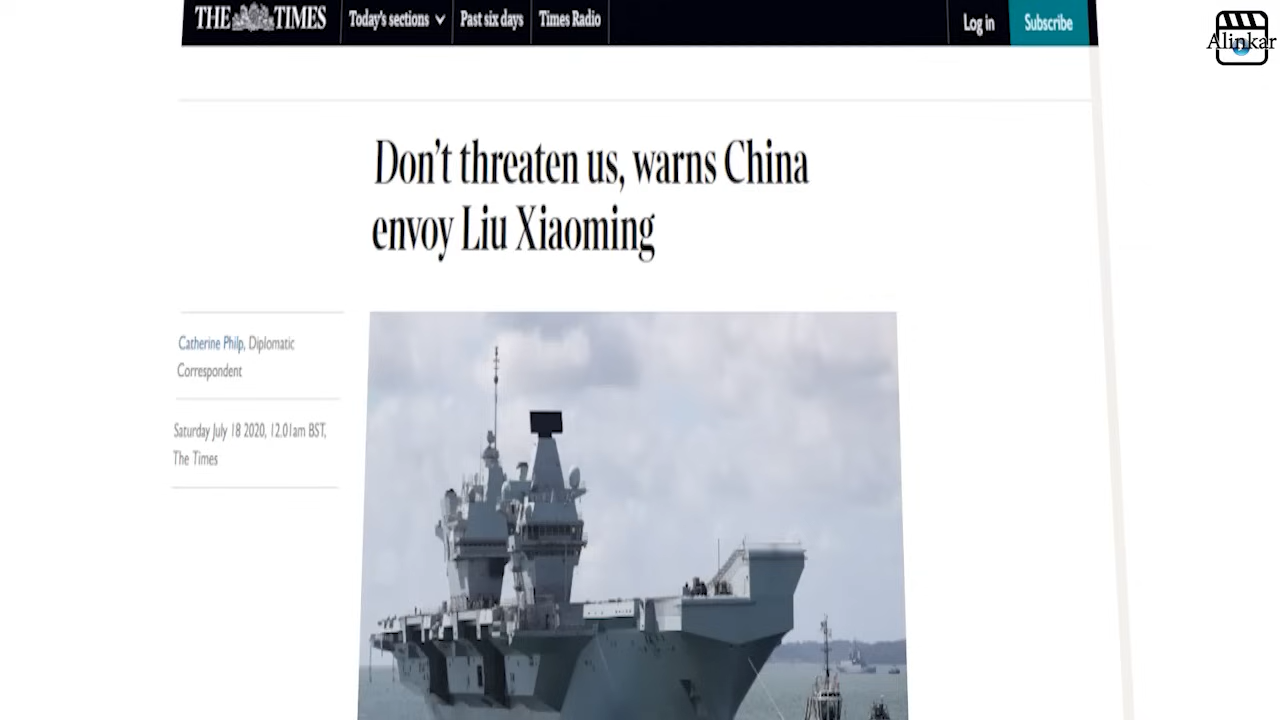 THE TIMES
Today's sections
Past six days
Times Radio
Log in
Subscribe
Alinkar
Don't threaten us, warns China
envoy Liu Xiaoming
Catherine Philp, Diplomatic
Correspondent
Saturday July 18 2020, 12.01am BST,
The Times